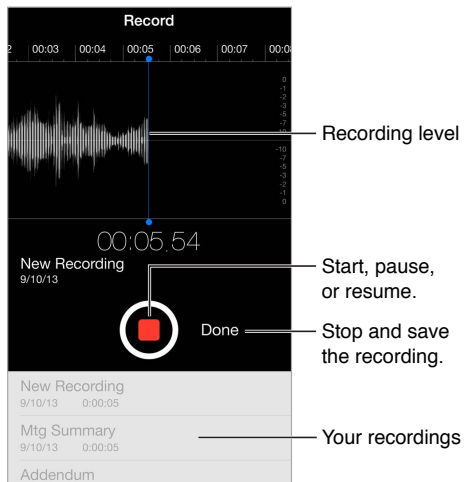 Record
2 00:03 00:04 00:05 00:06 00:07 00:08
0
-1
-2
-3
-5
-7
-10
-10
-7
-5
-3
-2
-1
0
Recording level
00:05.54
New Recording
9/10/13
Start, pause,
or resume.
Done
Stop and save
the recording.
New Recording
9/10/13 0:00:05
Mtg Summary
9/10/13 0:00:05
Your recordings
Addendum